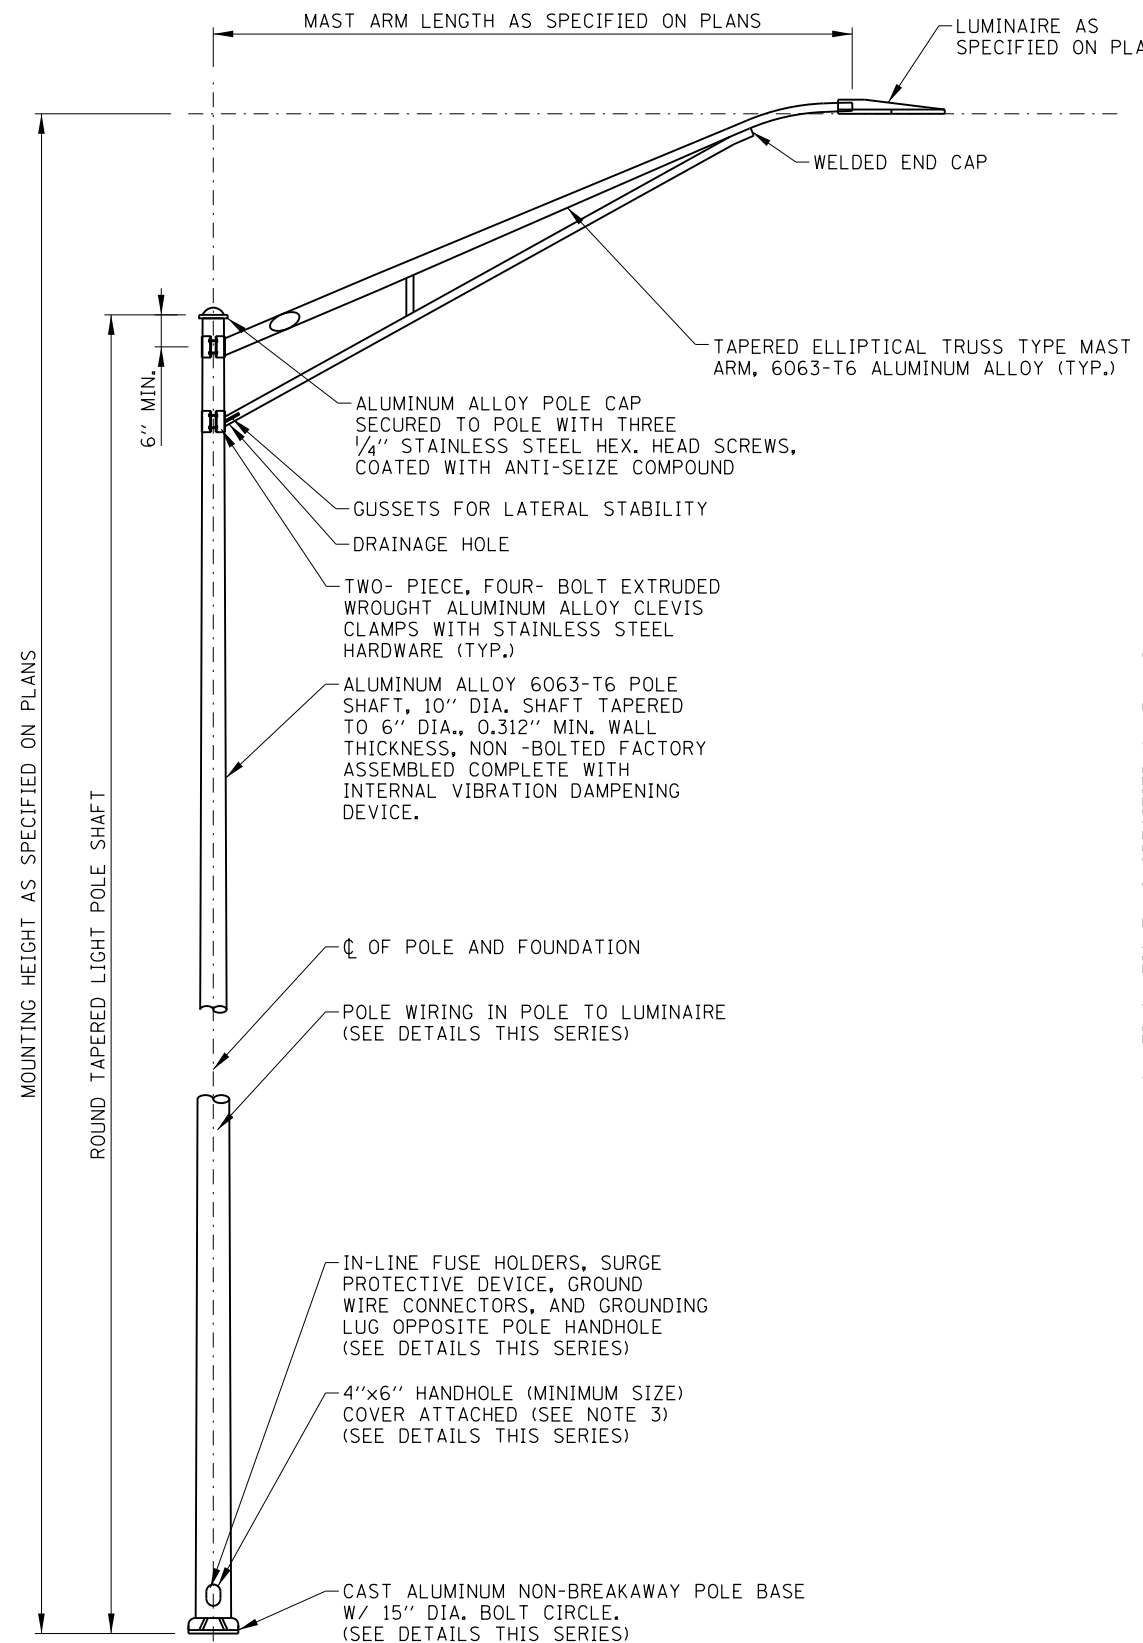 MAST ARM LENGTH AS SPECIFIED ON PLANS
LUMINAIRE AS
SPECIFIED ON
WELDED END CAP
TAPERED ELLIPTICAL TRUSS TYPE MAST
ARM, 6063-T6 ALUMINUM ALLOY (TYP.)
6" MIN.
ALUMINUM ALLOY POLE CAP
SECURED TO POLE WITH THREE
1/4" STAINLESS STEEL HEX. HEAD SCREWS,
COATED WITH ANTI-SEIZE COMPOUND
GUSSETS FOR LATERAL STABILITY
DRAINAGE HOLE
TWO- PIECE, FOUR- BOLT EXTRUDED
WROUGHT ALUMINUM ALLOY CLEVIS
CLAMPS WITH STAINLESS STEEL
HARDWARE (TYP.)
ALUMINUM ALLOY 6063-T6 POLE
SHAFT, 10" DIA. SHAFT TAPERED
TO 6" DIA., 0.312" MIN. WALL
THICKNESS, NON -BOLTED FACTORY
ASSEMBLED COMPLETE WITH
INTERNAL VIBRATION DAMPENING
DEVICE.
MOUNTING HEIGHT AS SPECIFIED ON PLANS
ROUND TAPERED LIGHT POLE SHAFT
℄ OF POLE AND FOUNDATION
POLE WIRING IN POLE TO LUMINAIRE
(SEE DETAILS THIS SERIES)
IN-LINE FUSE HOLDERS, SURGE
PROTECTIVE DEVICE, GROUND
WIRE CONNECTORS, AND GROUNDING
LUG OPPOSITE POLE HANDHOLE
(SEE DETAILS THIS SERIES)
4"x6" HANDHOLE (MINIMUM SIZE)
COVER ATTACHED (SEE NOTE 3)
(SEE DETAILS THIS SERIES)
CAST ALUMINUM NON-BREAKAWAY POLE BASE
W/ 15" DIA. BOLT CIRCLE.
(SEE DETAILS THIS SERIES)